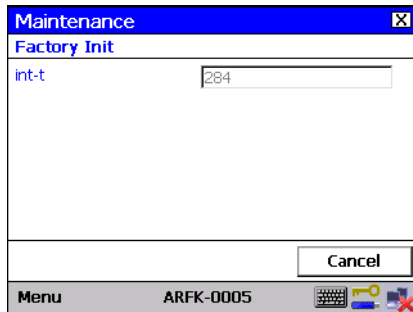 Maintenance
Factory Init
int-t 284
Cancel
Menu ARFK-0005